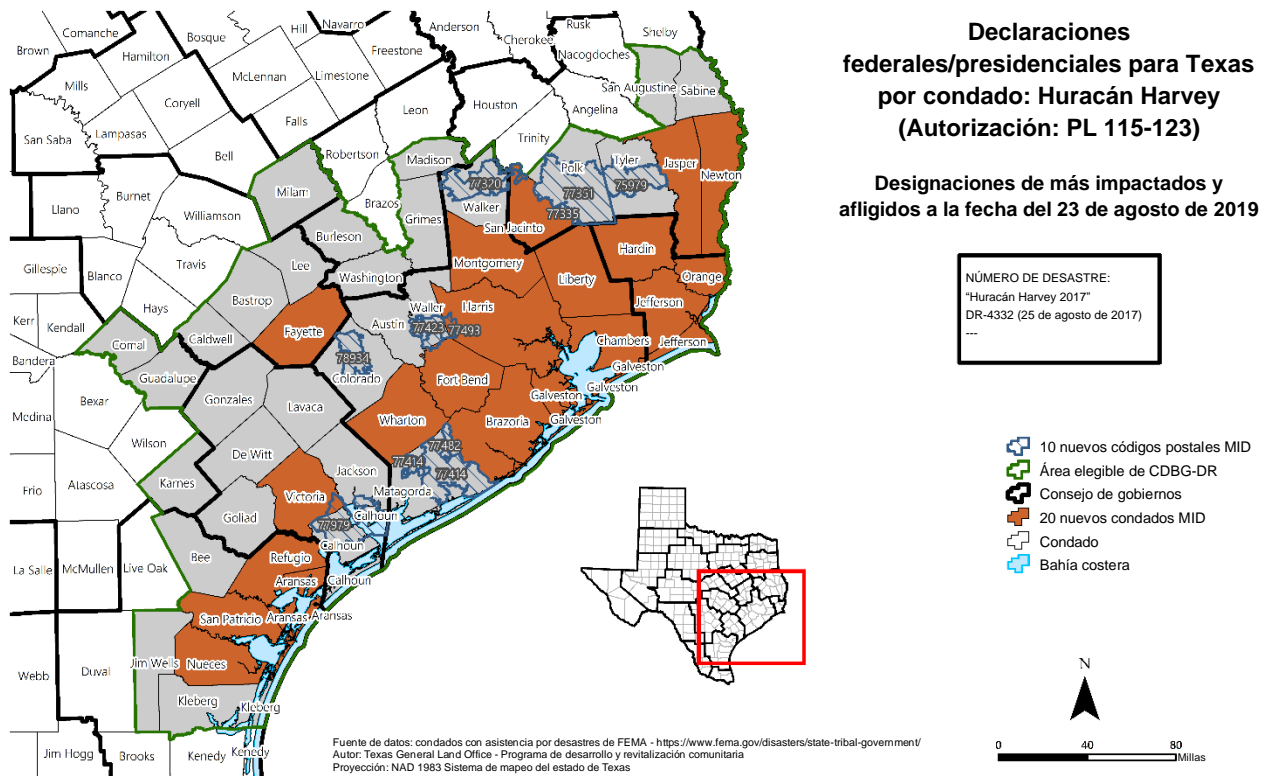 Declaraciones
federales/presidenciales para Texas
por condado: Huracán Harvey
(Autorización: PL 115-123)
Designaciones de más impactados y
afligidos a la fecha del 23 de agosto de 2019
NÚMERO DE DESASTRE:
“Huracán Harvey 2017”
DR-4332 (25 de agosto de 2017)
---
10 nuevos códigos postales MID
Área elegible de CDBG-DR
Consejo de gobiernos
20 nuevos condados MID
Condado
Bahía costera
N
0 40 80
Millas
Comanche
Hill
Navarro
Anderson
Rusk
Shelby
Brown
Hamilton
Bosque
Freestone
Cherokee
Nacogdoches
Mills
McLennan
Limestone
San Augustine
Sabine
Coryell
Leon
Houston
Angelina
San Saba
Lampasas
Falls
Trinity
Bell
Robertson
Madison
Polk
Tyler
Jasper
Newton
Burnet
Milam
77320
77351
75979
Llano
Williamson
Brazos
Walker
77335
Grimes
San Jacinto
Burleson
Hardin
Gillespie
Blanco
Travis
Lee
Washington
Montgomery
Liberty
Orange
Hays
Bastrop
Waller
Harris
Jefferson
Kerr
Kendall
Fayette
Austin
77423
77493
Comal
Caldwell
Chambers
Jefferson
Bandera
78934
Colorado
Galveston
Guadalupe
Fort Bend
Galveston
Galveston
Medina
Bexar
Gonzales
Lavaca
Wharton
Brazoria
Galveston
Wilson
77482
De Witt
77414
77414
Frio
Atascosa
Karnes
Jackson
Matagorda
Victoria
Calhoun
Goliad
77979
Calhoun
Bee
Refugio
La Salle
McMullen
Live Oak
Aransas
Calhoun
San Patricio
Aransas
Aransas
Webb
Duval
Jim Wells
Nueces
Kleberg
Kleberg
Jim Hogg
Brooks
Kenedy
Kenedy
Fuente de datos: condados con asistencia por desastres de FEMA - https://www.fema.gov/disasters/state-tribal-government/
Autor: Texas General Land Office - Programa de desarrollo y revitalización comunitaria
Proyección: NAD 1983 Sistema de mapeo del estado de Texas